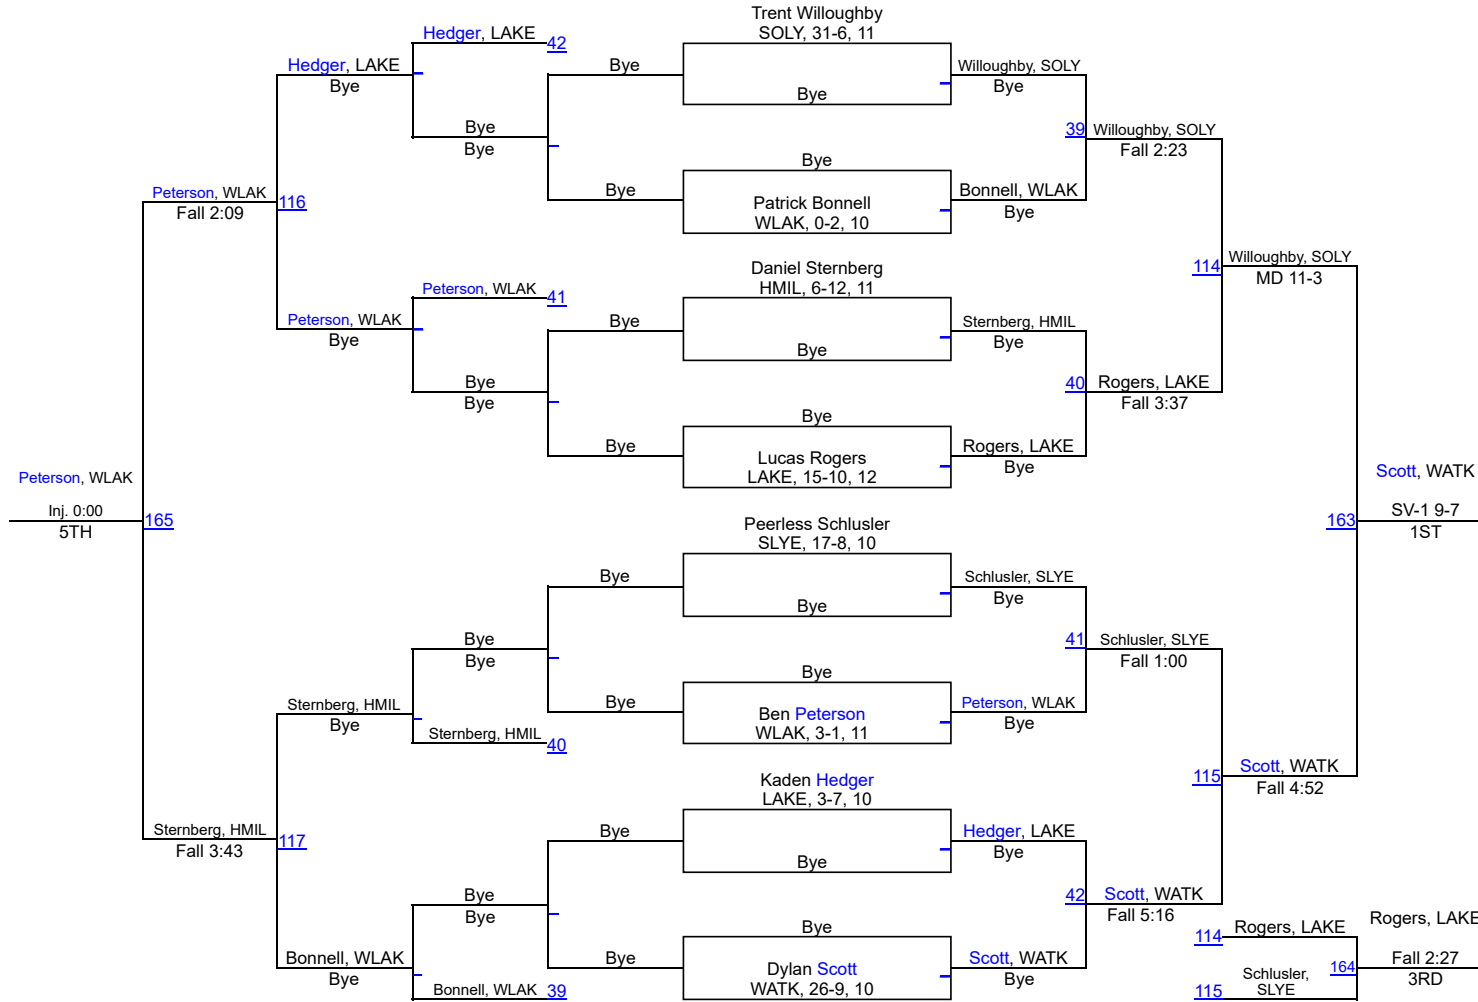 Trent Willoughby
SOLY, 31-6, 11
Hedger, LAKE
42
Hedger, LAKE
Bye
Bye
Bye
Willoughby, SOLY
Bye
Bye
Bye
39
Willoughby, SOLY
Fall 2:23
Bye
Bye
Patrick Bonnell
WLAK, 0-2, 10
Bonnell, WLAK
Bye
Peterson, WLAK
Fall 2:09
116
Daniel Sternberg
HMIL, 6-12, 11
114
Willoughby, SOLY
MD 11-3
Peterson, WLAK
41
Peterson, WLAK
Bye
Bye
Bye
Sternberg, HMIL
Bye
Bye
Bye
40
Rogers, LAKE
Fall 3:37
Bye
Bye
Lucas Rogers
LAKE, 15-10, 12
Rogers, LAKE
Bye
Peterson, WLAK
Inj. 0:00
5TH
165
Scott, WATK
163
SV-1 9-7
1ST
Peerless Schlusler
SLYE, 17-8, 10
Bye
Bye
Schlusler, SLYE
Bye
Bye
Bye
41
Schlusler, SLYE
Fall 1:00
Bye
Bye
Ben Peterson
WLAK, 3-1, 11
Peterson, WLAK
Bye
Sternberg, HMIL
Bye
Sternberg, HMIL
40
Kaden Hedger
LAKE, 3-7, 10
115
Scott, WATK
Fall 4:52
Sternberg, HMIL
Fall 3:43
117
Bye
Bye
Hedger, LAKE
Bye
Bye
Bye
42
Scott, WATK
Fall 5:16
Bye
Bye
Dylan Scott
WATK, 26-9, 10
Scott, WATK
Bye
Bonnell, WLAK
Bye
Bonnell, WLAK
39
114
Rogers, LAKE
Rogers, LAKE
164
Fall 2:27
3RD
115
Schlusler,
SLYE